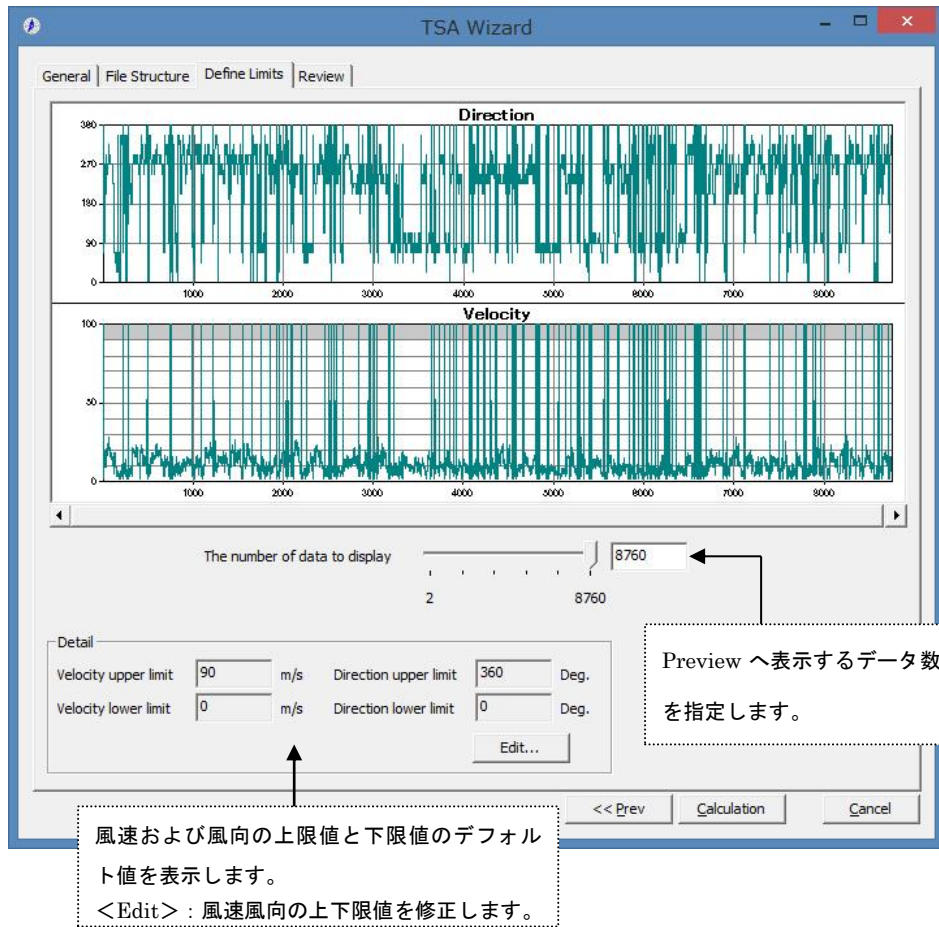 TSA Wizard
General File Structure Define Limits Review
Direction
360
270
180
90
0
1000 2000 3000 4000 5000 6000 7000 8000
Velocity
100
50
0
1000 2000 3000 4000 5000 6000 7000 8000
The number of data to display
8760
2 8760
Detail
Velocity upper limit 90 m/s Direction upper limit 360 Deg.
Velocity lower limit 0 m/s Direction lower limit 0 Deg.
Edit...
Preview へ表示するデータ数
を指定します。
<< Prev Calculation Cancel
風速および風向の上限値と下限値のデフォル
ト値を表示します。
＜Edit＞：風速風向の上下限値を修正します。